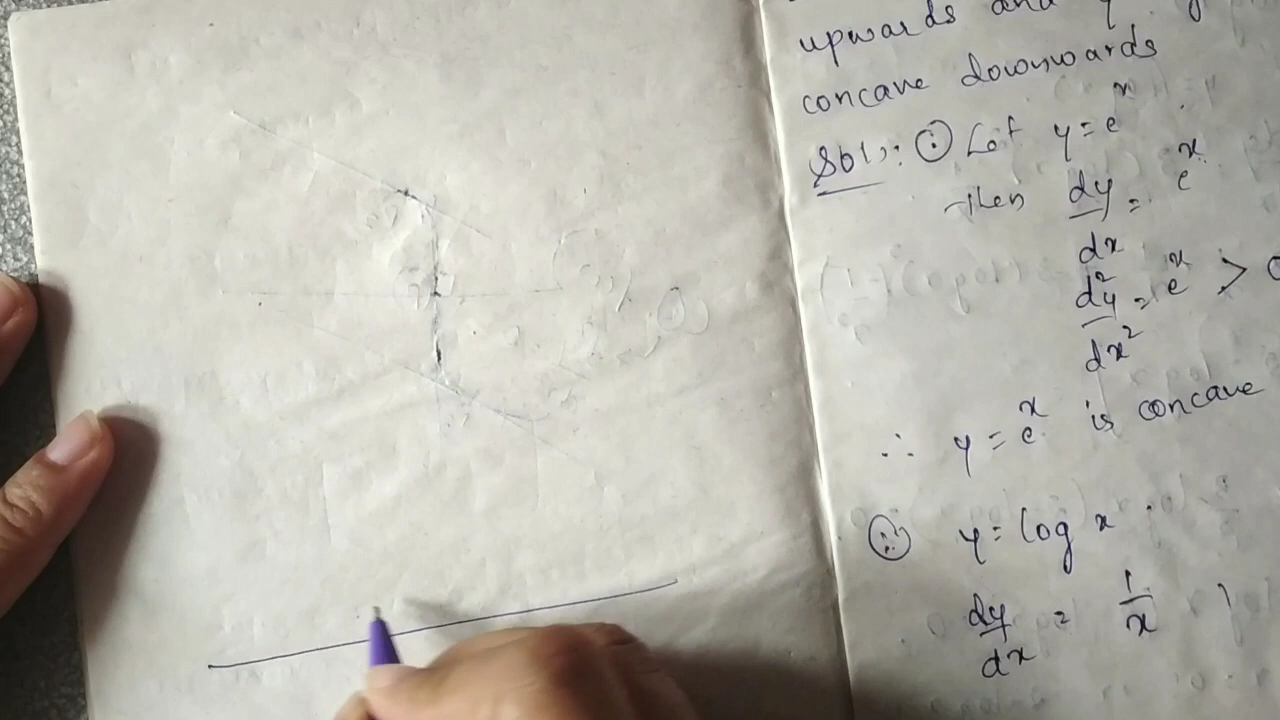 upwards and y
concave downwards
Sol: (i) Let y = e^x
then dy/dx = e^x
d²y/dx² = e^x > 0
∴ y = e^x is concave
(ii) y = log x
dy/dx = 1/x